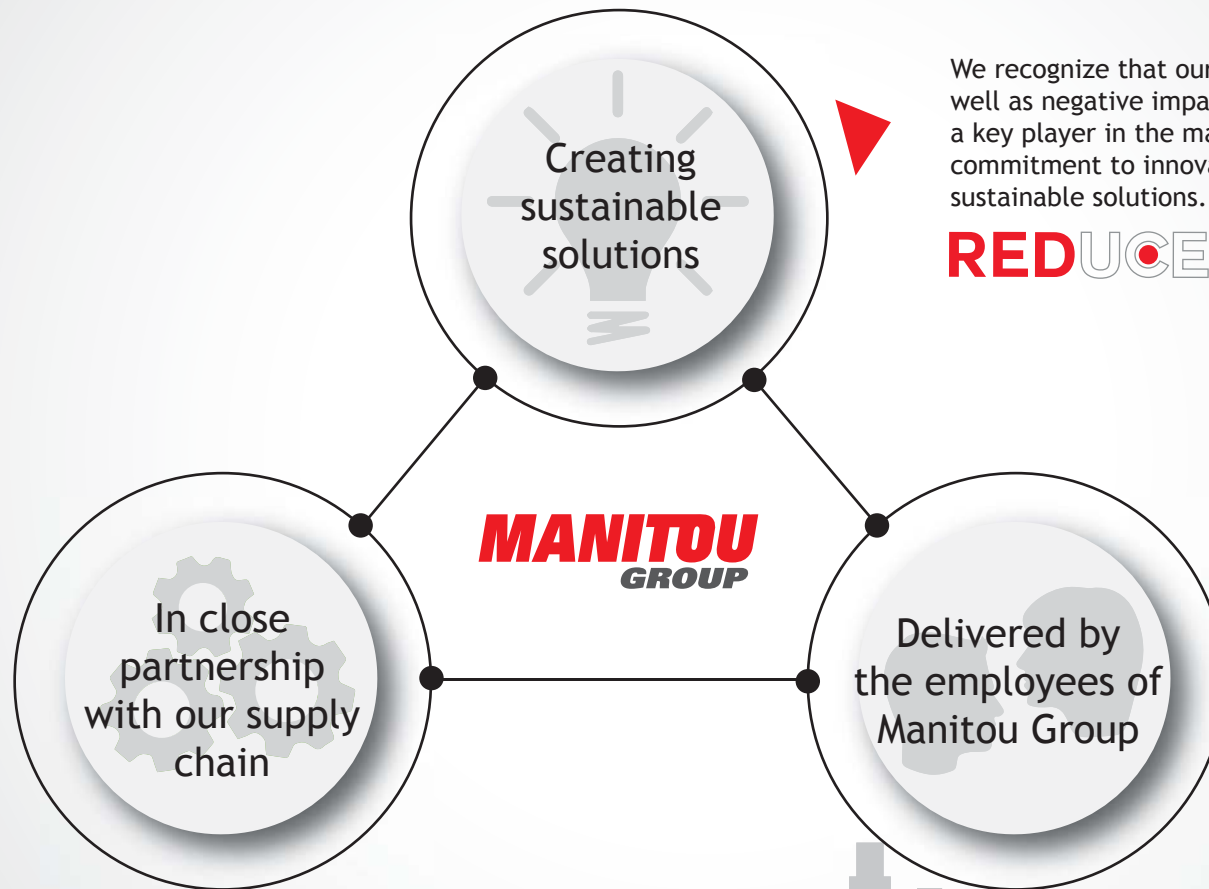 Creating
sustainable
solutions
We recognize that our
well as negative impa
a key player in the ma
commitment to innova
sustainable solutions.
REDUCE
MANITOU
GROUP
In close
partnership
with our supply
chain
Delivered by
the employees of
Manitou Group